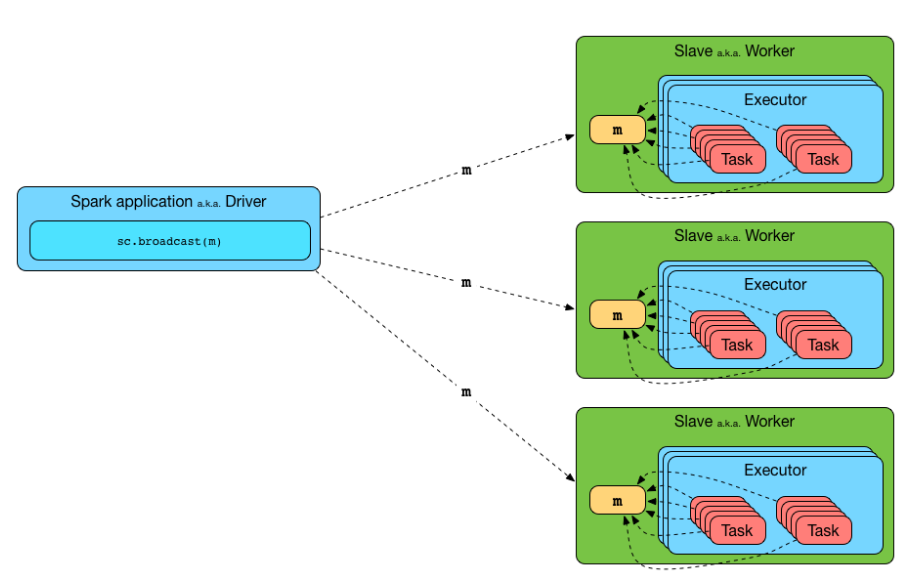 Slave a.k.a. Worker
Executor
m
Task
Task
m
Spark application a.k.a. Driver
sc.broadcast(m)
Slave a.k.a. Worker
m
Executor
m
Task
Task
m
Slave a.k.a. Worker
Executor
m
Task
Task